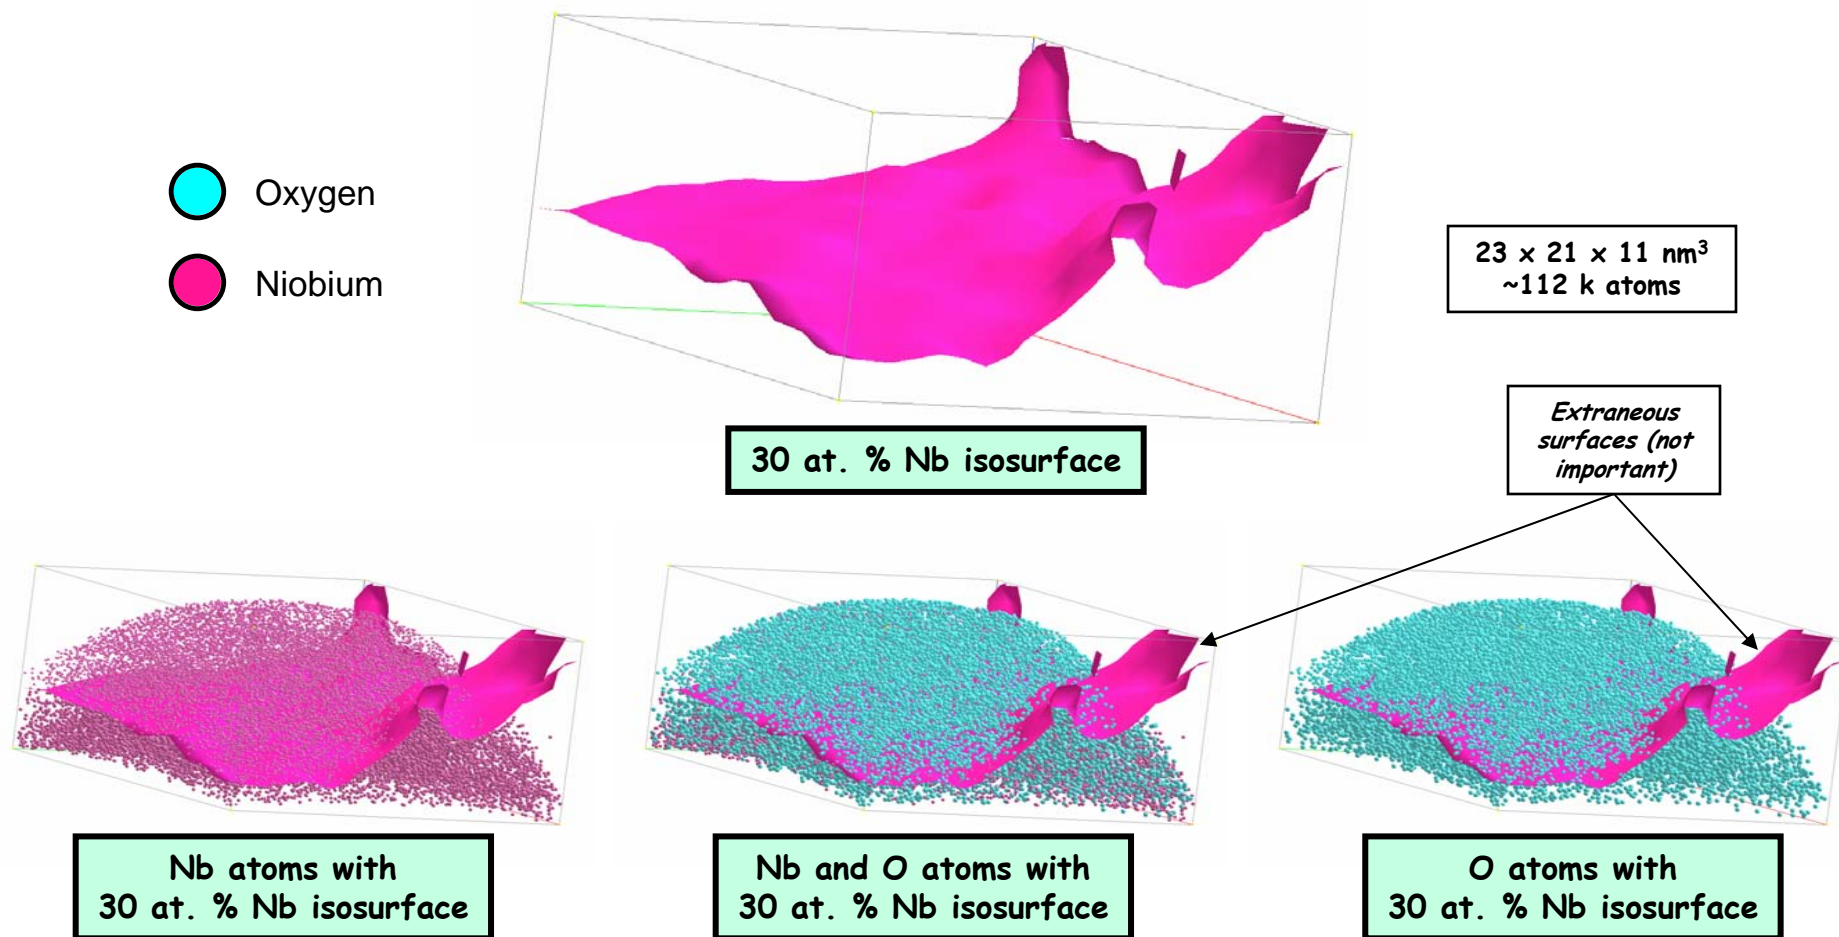 Oxygen
Niobium
23 x 21 x 11 nm³
~112 k atoms
30 at. % Nb isosurface
Extraneous
surfaces (not
important)
Nb atoms with
30 at. % Nb isosurface
Nb and O atoms with
30 at. % Nb isosurface
O atoms with
30 at. % Nb isosurface